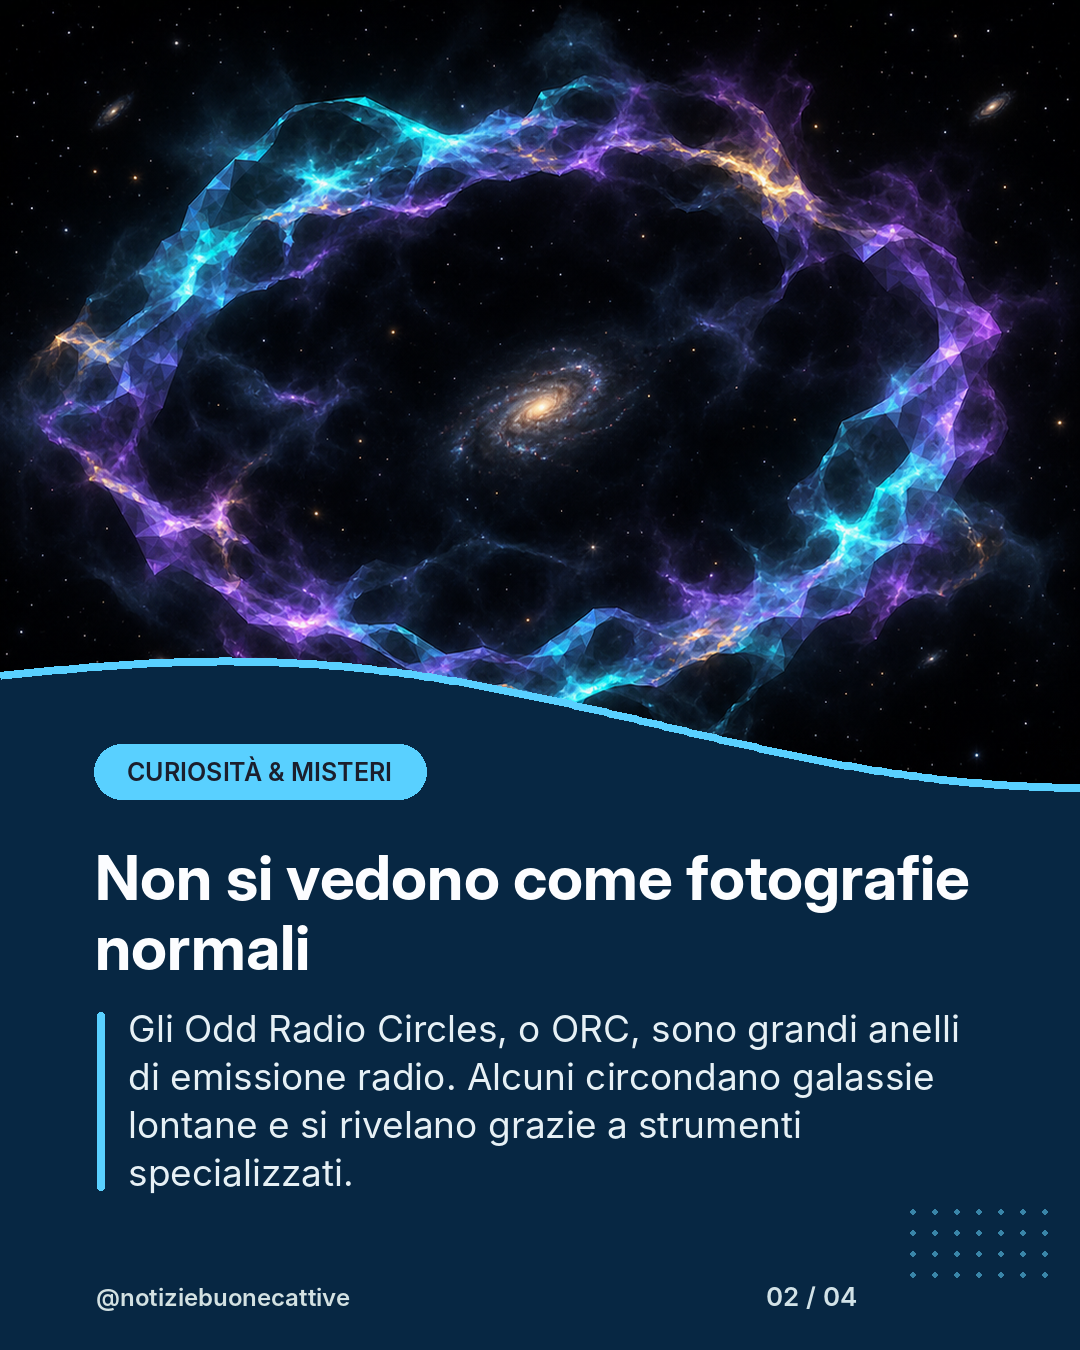 CURIOSITÀ & MISTERI
Non si vedono come fotografie
normali
Gli Odd Radio Circles, o ORC, sono grandi anelli
di emissione radio. Alcuni circondano galassie
lontane e si rivelano grazie a strumenti
specializzati.
@notiziebuonecattive
02 / 04